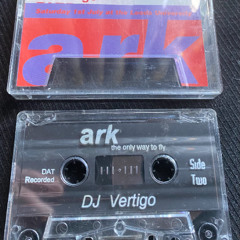 ark
ark
the only way to fly
DAT
Recorded
Side
Two
DJ Vertigo